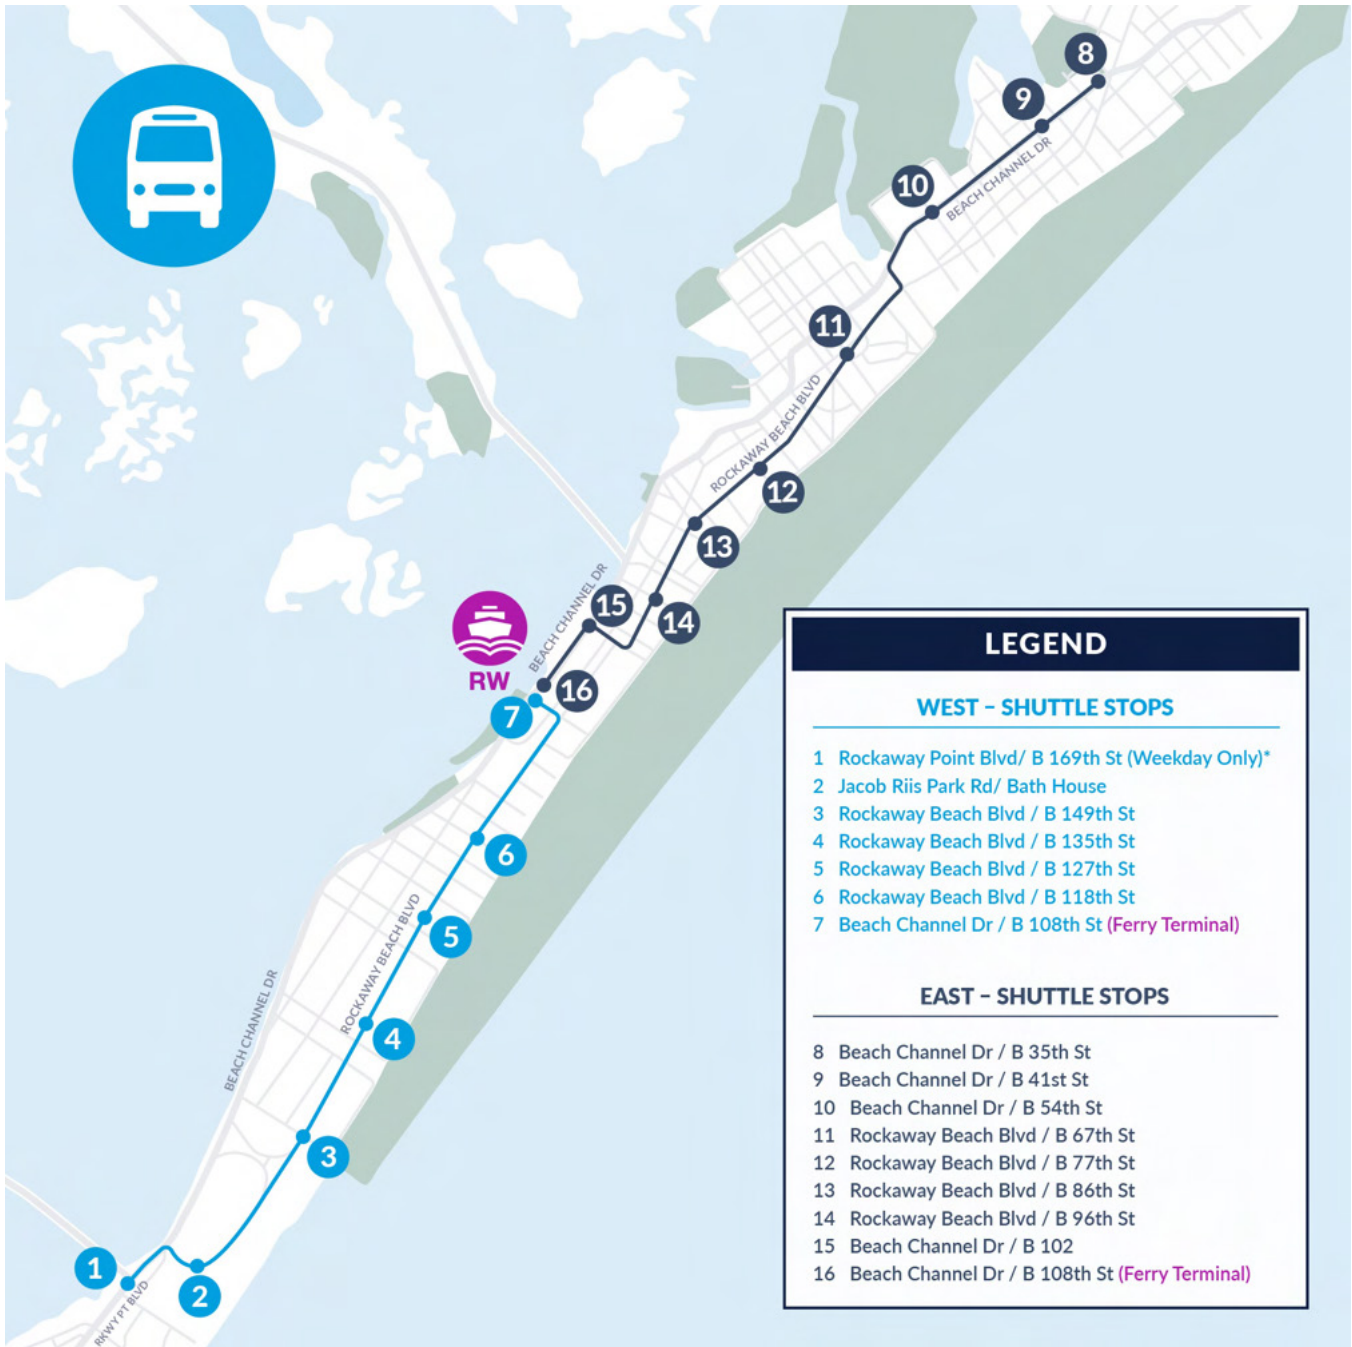 8
9
BEACH CHANNEL DR
10
11
ROCKAWAY BEACH BLVD
12
13
BEACH CHANNEL DR
15
14
RW
16
7
6
ROCKAWAY BEACH BLVD
5
4
BEACH CHANNEL DR
3
1
2
RKWY PT BLVD
LEGEND
WEST – SHUTTLE STOPS
1 Rockaway Point Blvd/ B 169th St (Weekday Only)*
2 Jacob Riis Park Rd/ Bath House
3 Rockaway Beach Blvd / B 149th St
4 Rockaway Beach Blvd / B 135th St
5 Rockaway Beach Blvd / B 127th St
6 Rockaway Beach Blvd / B 118th St
7 Beach Channel Dr / B 108th St (Ferry Terminal)
EAST – SHUTTLE STOPS
8 Beach Channel Dr / B 35th St
9 Beach Channel Dr / B 41st St
10 Beach Channel Dr / B 54th St
11 Rockaway Beach Blvd / B 67th St
12 Rockaway Beach Blvd / B 77th St
13 Rockaway Beach Blvd / B 86th St
14 Rockaway Beach Blvd / B 96th St
15 Beach Channel Dr / B 102
16 Beach Channel Dr / B 108th St (Ferry Terminal)